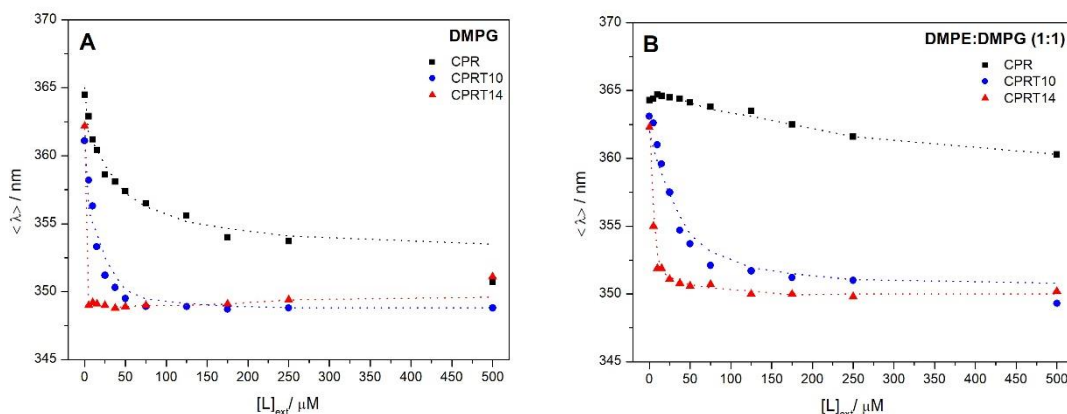 A
DMPG
CPR
CPRT10
CPRT14
370
365
360
355
350
345
< λ> / nm
0 50 100 150 200 250 300 350 400 450 500
[L]ext/ μM
B
DMPE:DMPG (1:1)
CPR
CPRT10
CPRT14
370
365
360
355
350
345
< λ> / nm
0 50 100 150 200 250 300 350 400 450 500
[L]ext/ μM